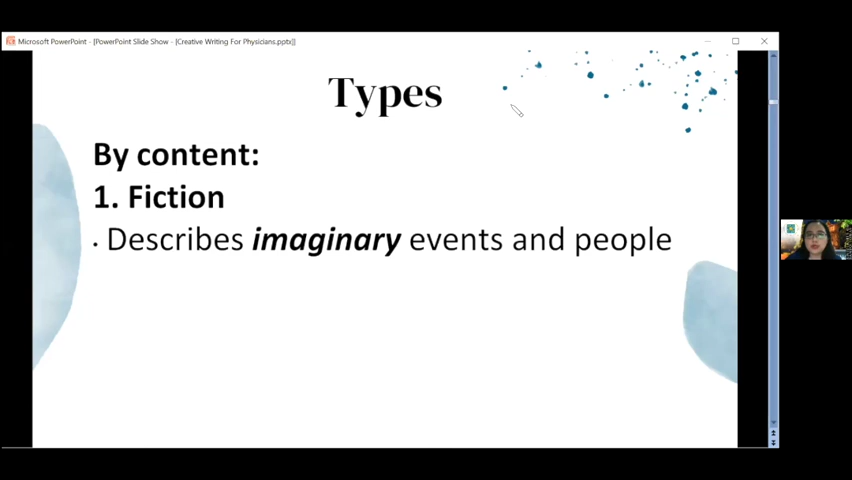 Microsoft PowerPoint - [PowerPoint Slide Show - [Creative Writing For Physicians.pptx]]
Types
By content:
1. Fiction
• Describes imaginary events and people